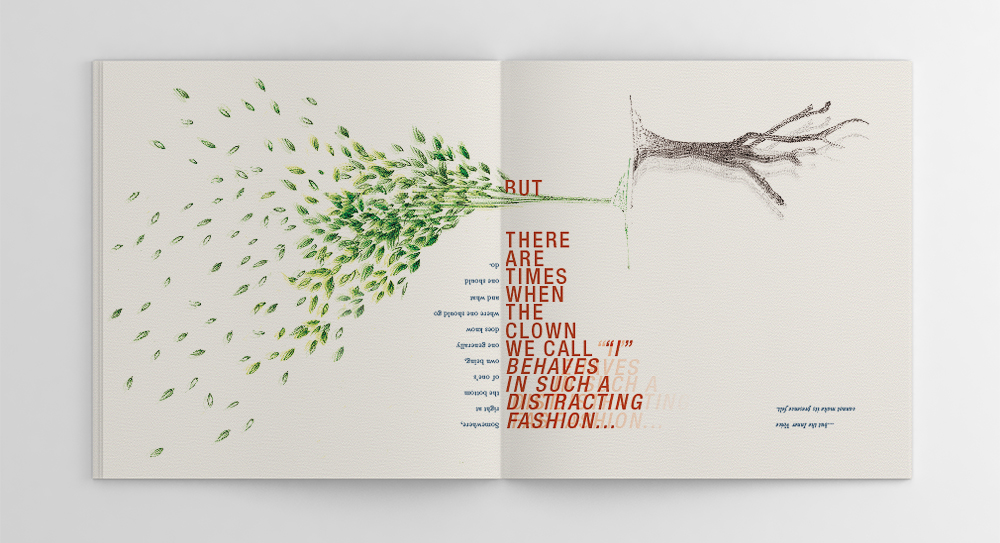 Somewhere,
right at
the bottom
of one's
own being,
one generally
does know
where one should go
and what
one should
do.
BUT
THERE
ARE
TIMES
WHEN
THE
CLOWN
WE CALL “I”
BEHAVES
IN SUCH A
DISTRACTING
FASHION...
...but the Inner Voice
cannot make its presence felt.